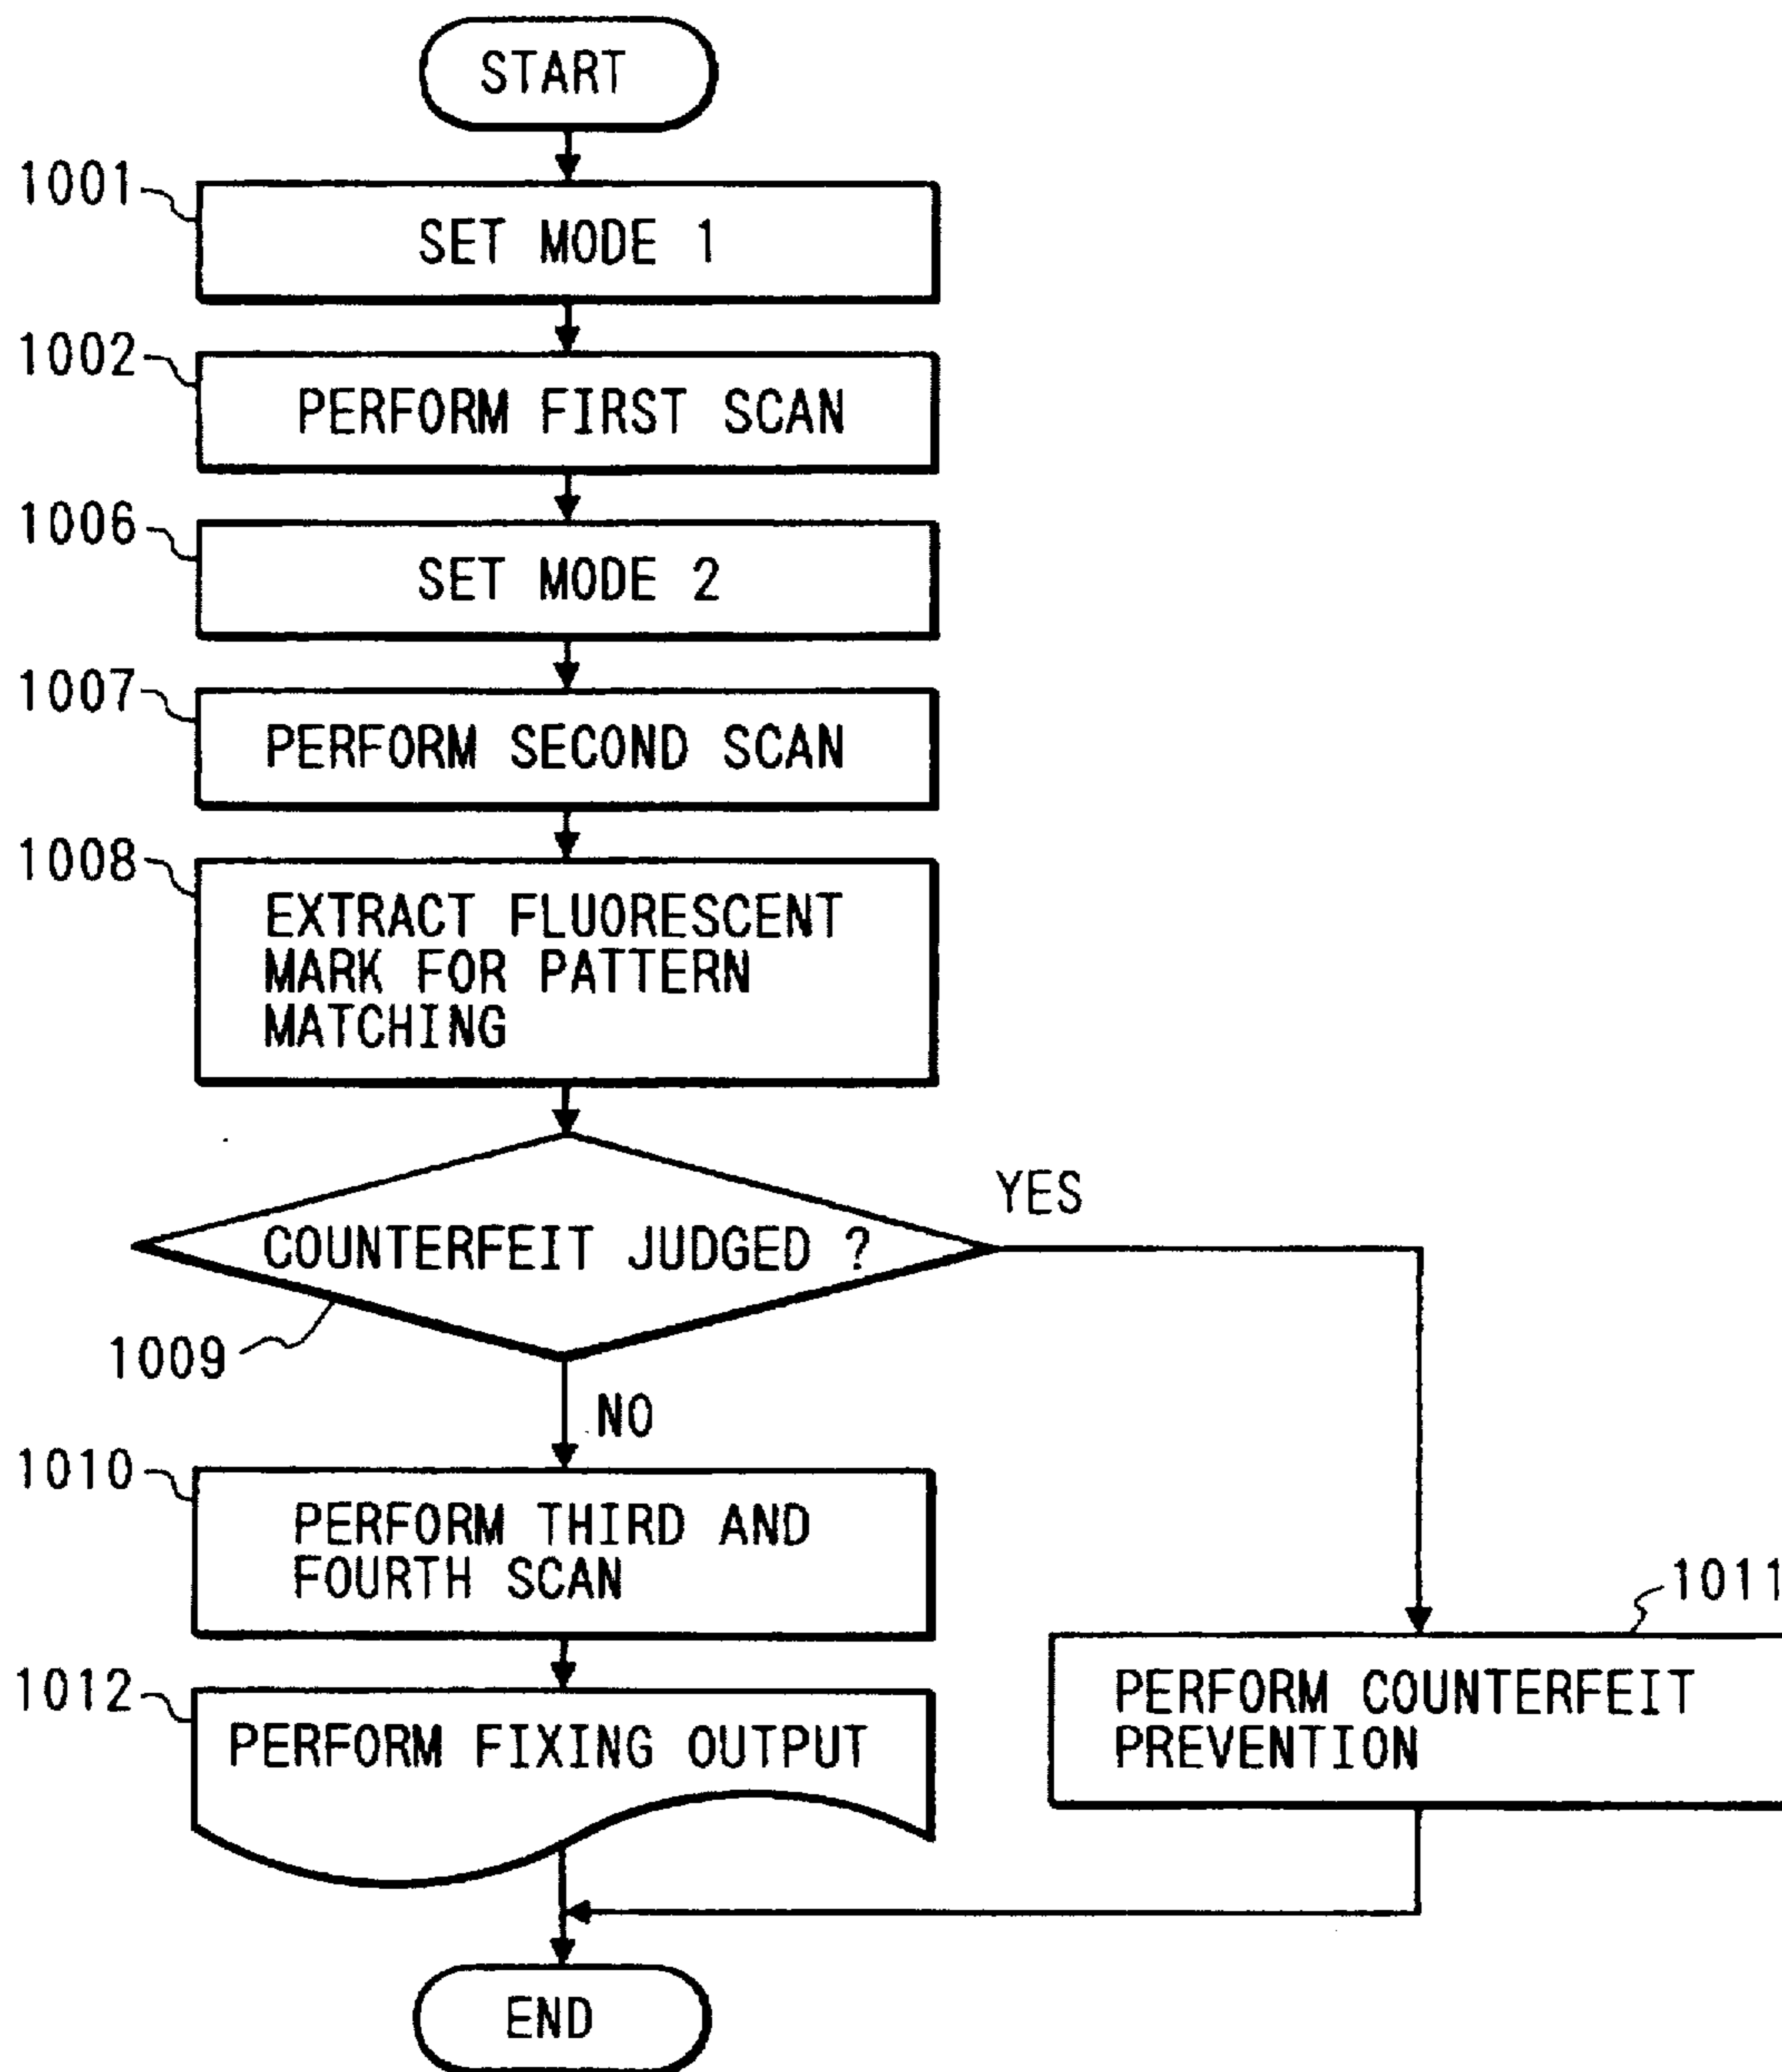 START
1001
SET MODE 1
1002
PERFORM FIRST SCAN
1006
SET MODE 2
1007
PERFORM SECOND SCAN
1008
EXTRACT FLUORESCENT
MARK FOR PATTERN
MATCHING
YES
COUNTERFEIT JUDGED ?
1009
NO
1010
PERFORM THIRD AND
FOURTH SCAN
1011
PERFORM COUNTERFEIT
PREVENTION
1012
PERFORM FIXING OUTPUT
END